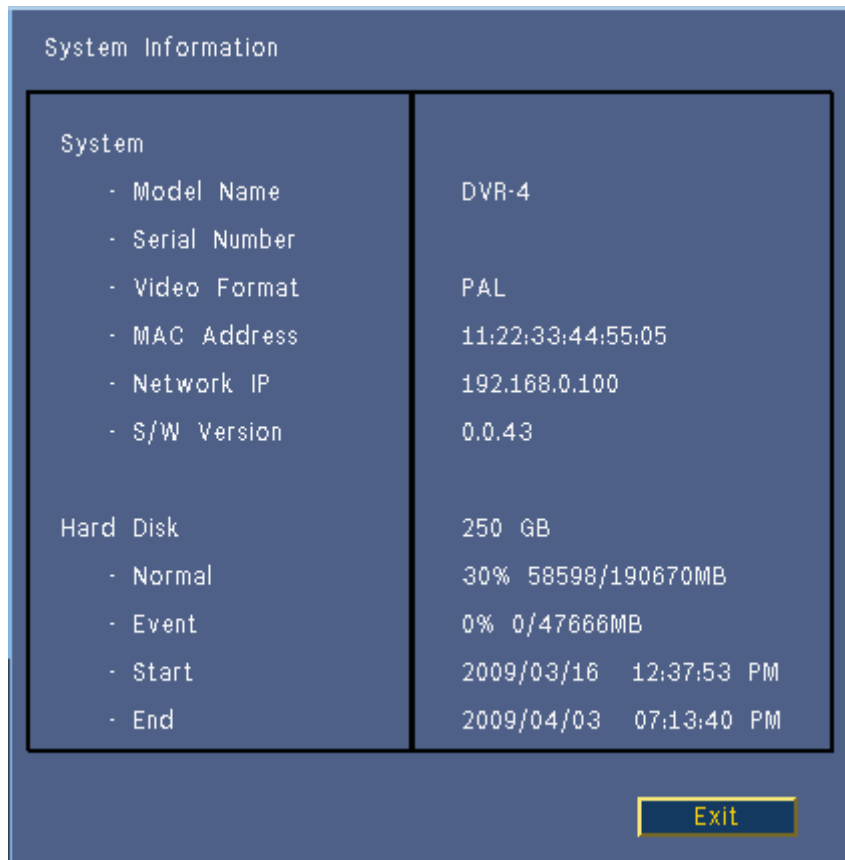 System Information
System
- Model Name DVR-4
- Serial Number
- Video Format PAL
- MAC Address 11:22:33:44:55:05
- Network IP 192.168.0.100
- S/W Version 0.0.43
Hard Disk 250 GB
- Normal 30% 58598/190670MB
- Event 0% 0/47666MB
- Start 2009/03/16 12:37:53 PM
- End 2009/04/03 07:13:40 PM
Exit